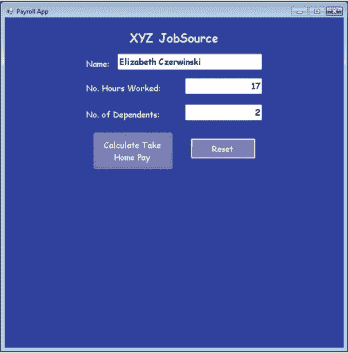 Payroll App
XYZ JobSource
Name: Elizabeth Czerwinski
No. Hours Worked: 17
No. of Dependents: 2
Calculate Take
Home Pay
Reset